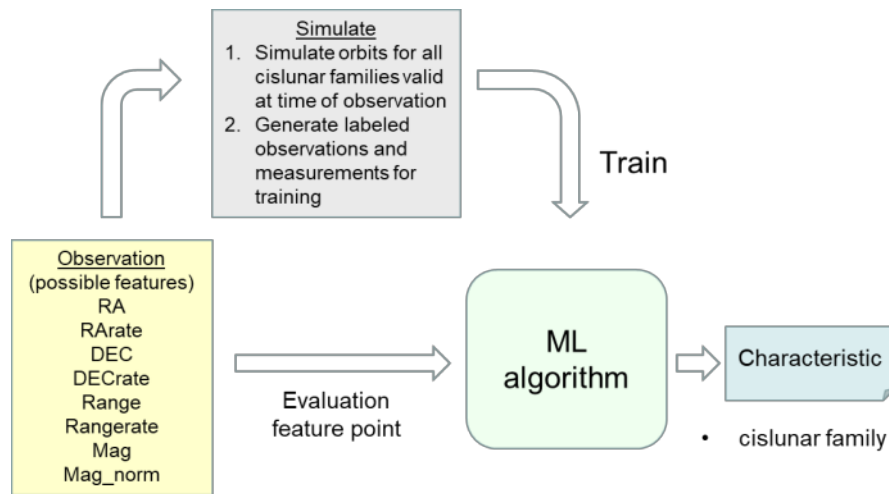 Simulate
1. Simulate orbits for all
cislunar families valid
at time of observation
2. Generate labeled
observations and
measurements for
training
Train
Observation
(possible features)
RA
RArate
DEC
DECrate
Range
Rangerate
Mag
Mag_norm
Evaluation
feature point
ML
algorithm
Characteristic
• cislunar family